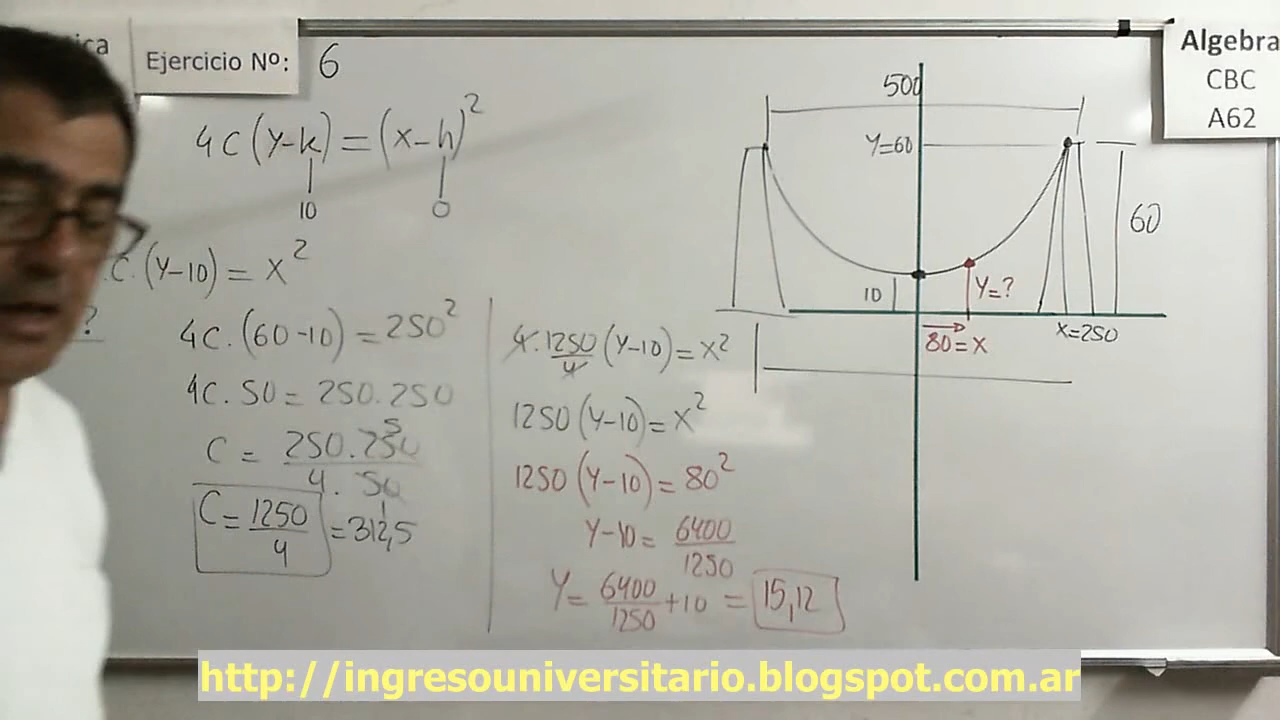 Ejercicio Nº: 6
Algebra
CBC
A62
4C(y-k)=(x-h)²
10
0
C.(y-10)=x²
?
4C.(60-10)=250²
4C.50=250.250
C=250.250/4.50
5
1
C=1250/4=312,5
4.1250/4(y-10)=x²
1250(y-10)=x²
1250(y-10)=80²
y-10=6400/1250
y=6400/1250+10=15,12
500
y=60
60
10
y=?
80=x
x=250
http://ingresouniversitario.blogspot.com.ar